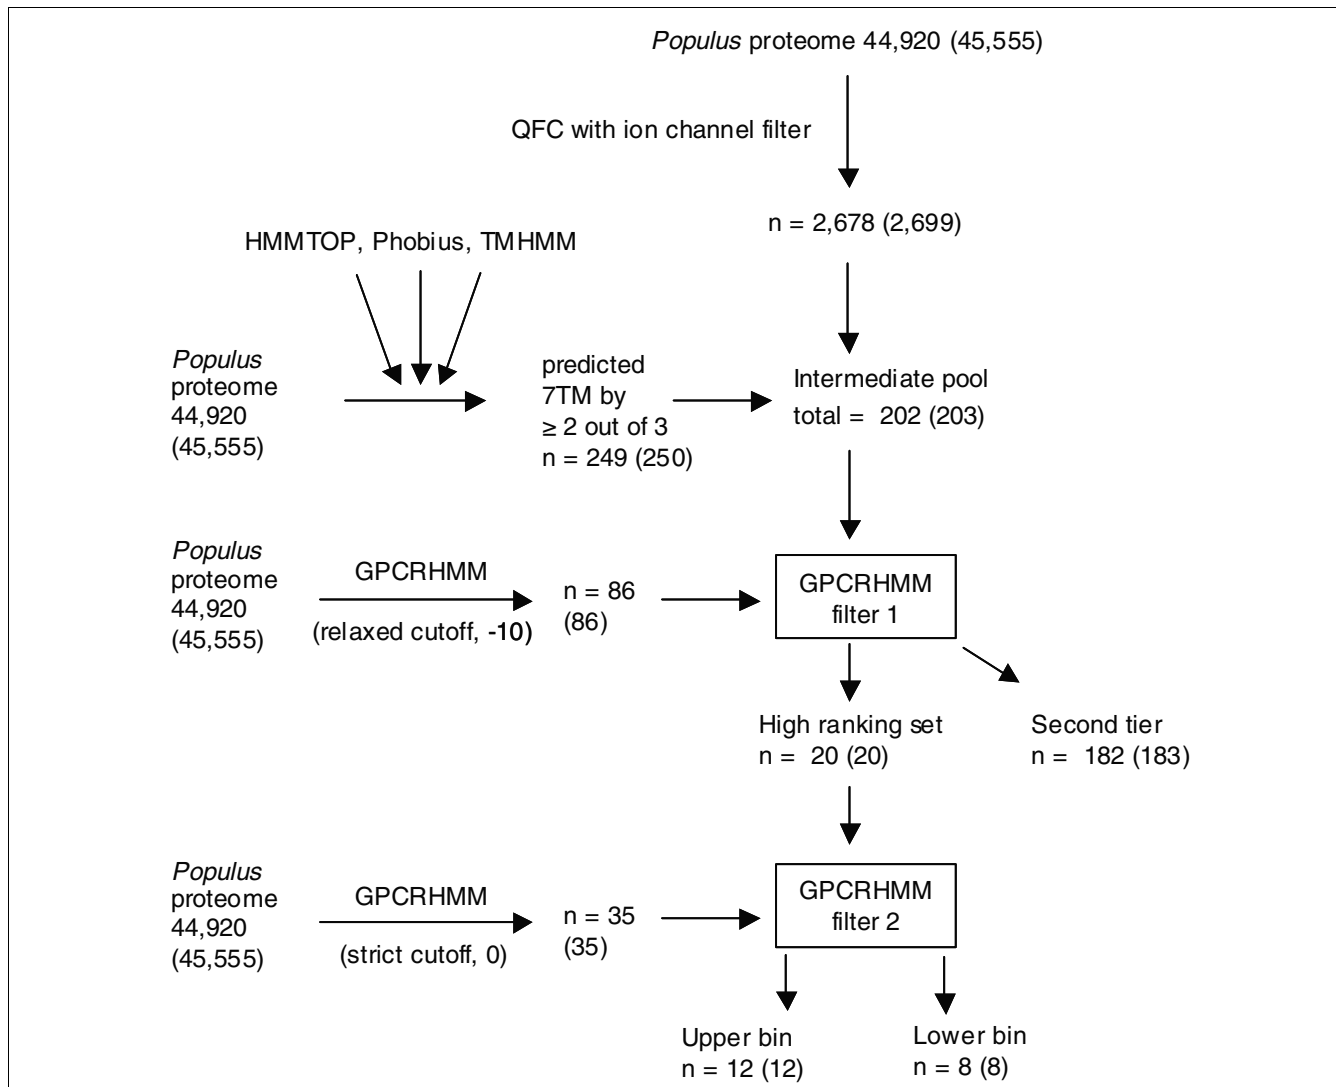 Populus proteome 44,920 (45,555)
QFC with ion channel filter
n = 2,678 (2,699)
HMMTOP, Phobius, TMHMM
Populus
proteome
44,920
(45,555)
predicted
7TM by
≥ 2 out of 3
n = 249 (250)
Intermediate pool
total = 202 (203)
Populus
proteome
44,920
(45,555)
GPCRHMM
(relaxed cutoff, -10)
n = 86
(86)
GPCRHMM
filter 1
High ranking set
n = 20 (20)
Second tier
n = 182 (183)
Populus
proteome
44,920
(45,555)
GPCRHMM
(strict cutoff, 0)
n = 35
(35)
GPCRHMM
filter 2
Upper bin
n = 12 (12)
Lower bin
n = 8 (8)